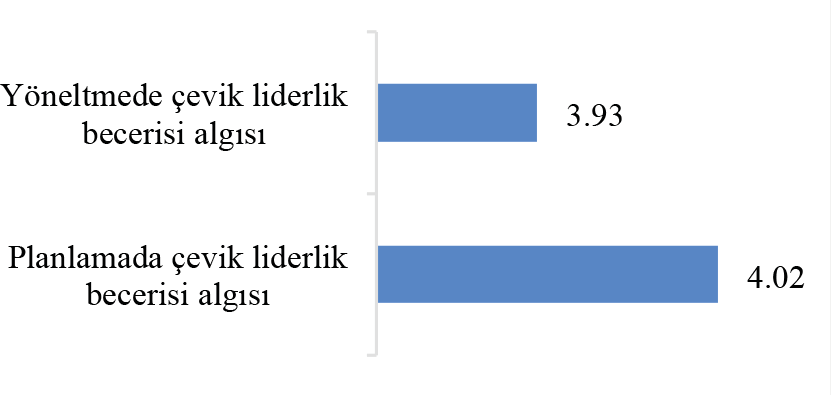 Yöneltmede çevik liderlik
becerisi algısı
3.93
Planlamada çevik liderlik
becerisi algısı
4.02